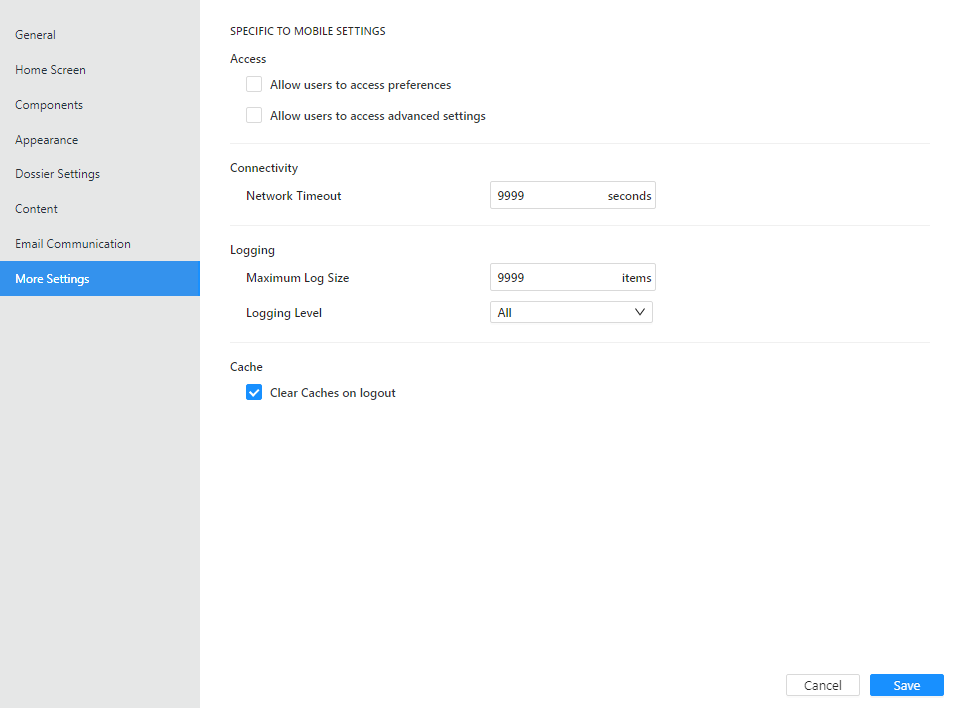 General
Home Screen
Components
Appearance
Dossier Settings
Content
Email Communication
More Settings
SPECIFIC TO MOBILE SETTINGS
Access
Allow users to access preferences
Allow users to access advanced settings
Connectivity
Network Timeout 9999 seconds
Logging
Maximum Log Size 9999 items
Logging Level All
Cache
Clear Caches on logout
Cancel Save